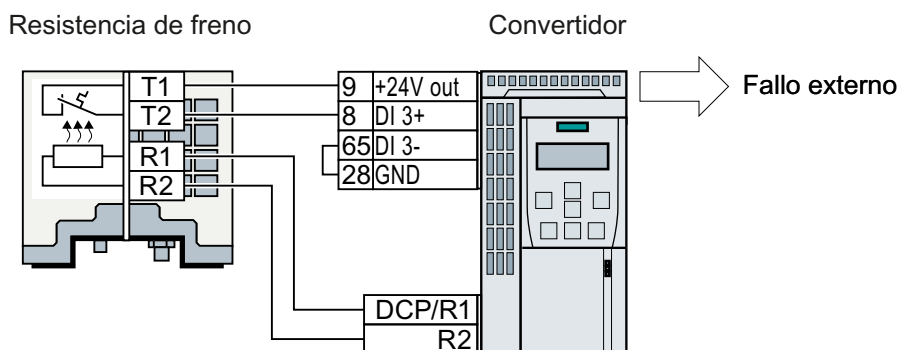 Resistencia de freno
Convertidor
T1
T2
R1
R2
9 +24V out
8 DI 3+
65 DI 3-
28 GND
Fallo externo
DCP/R1
R2